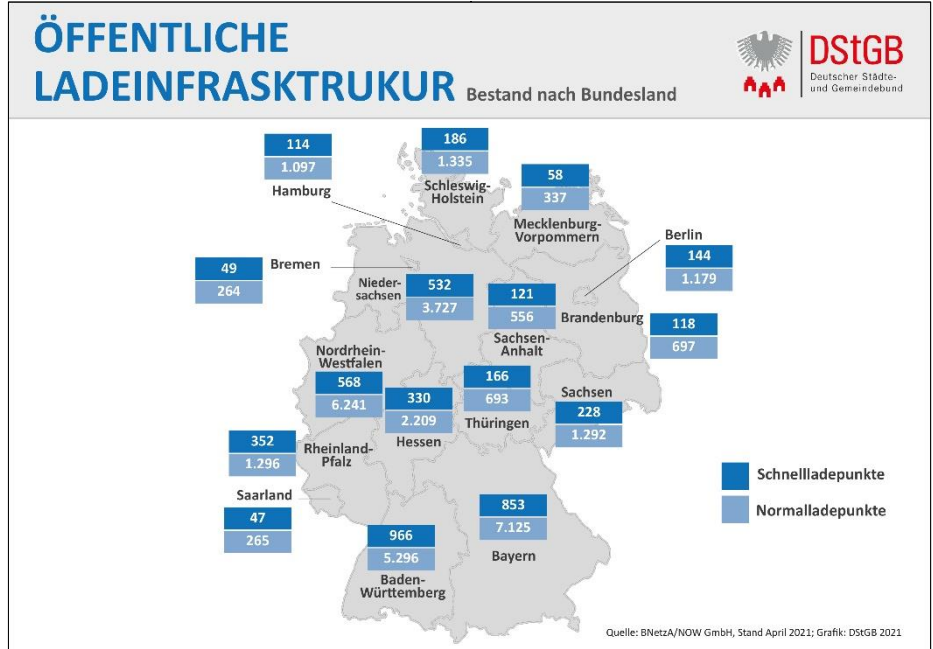 ÖFFENTLICHE
LADEINFRASKTRUKUR Bestand nach Bundesland
DStGB
Deutscher Städte-
und Gemeindebund
114
1.097
Hamburg
186
1.335
Schleswig-
Holstein
58
337
Mecklenburg-
Vorpommern
Berlin
144
1.179
49
264
Bremen
Nieder-
sachsen
532
3.727
121
556
Sachsen-
Anhalt
Brandenburg
118
697
Nordrhein-
Westfalen
568
6.241
330
2.209
Hessen
166
693
Thüringen
Sachsen
228
1.292
352
1.296
Rheinland-
Pfalz
Saarland
47
265
966
5.296
Baden-
Württemberg
853
7.125
Bayern
Schnellladepunkte
Normalladepunkte
Quelle: BNetzA/NOW GmbH, Stand April 2021; Grafik: DStGB 2021